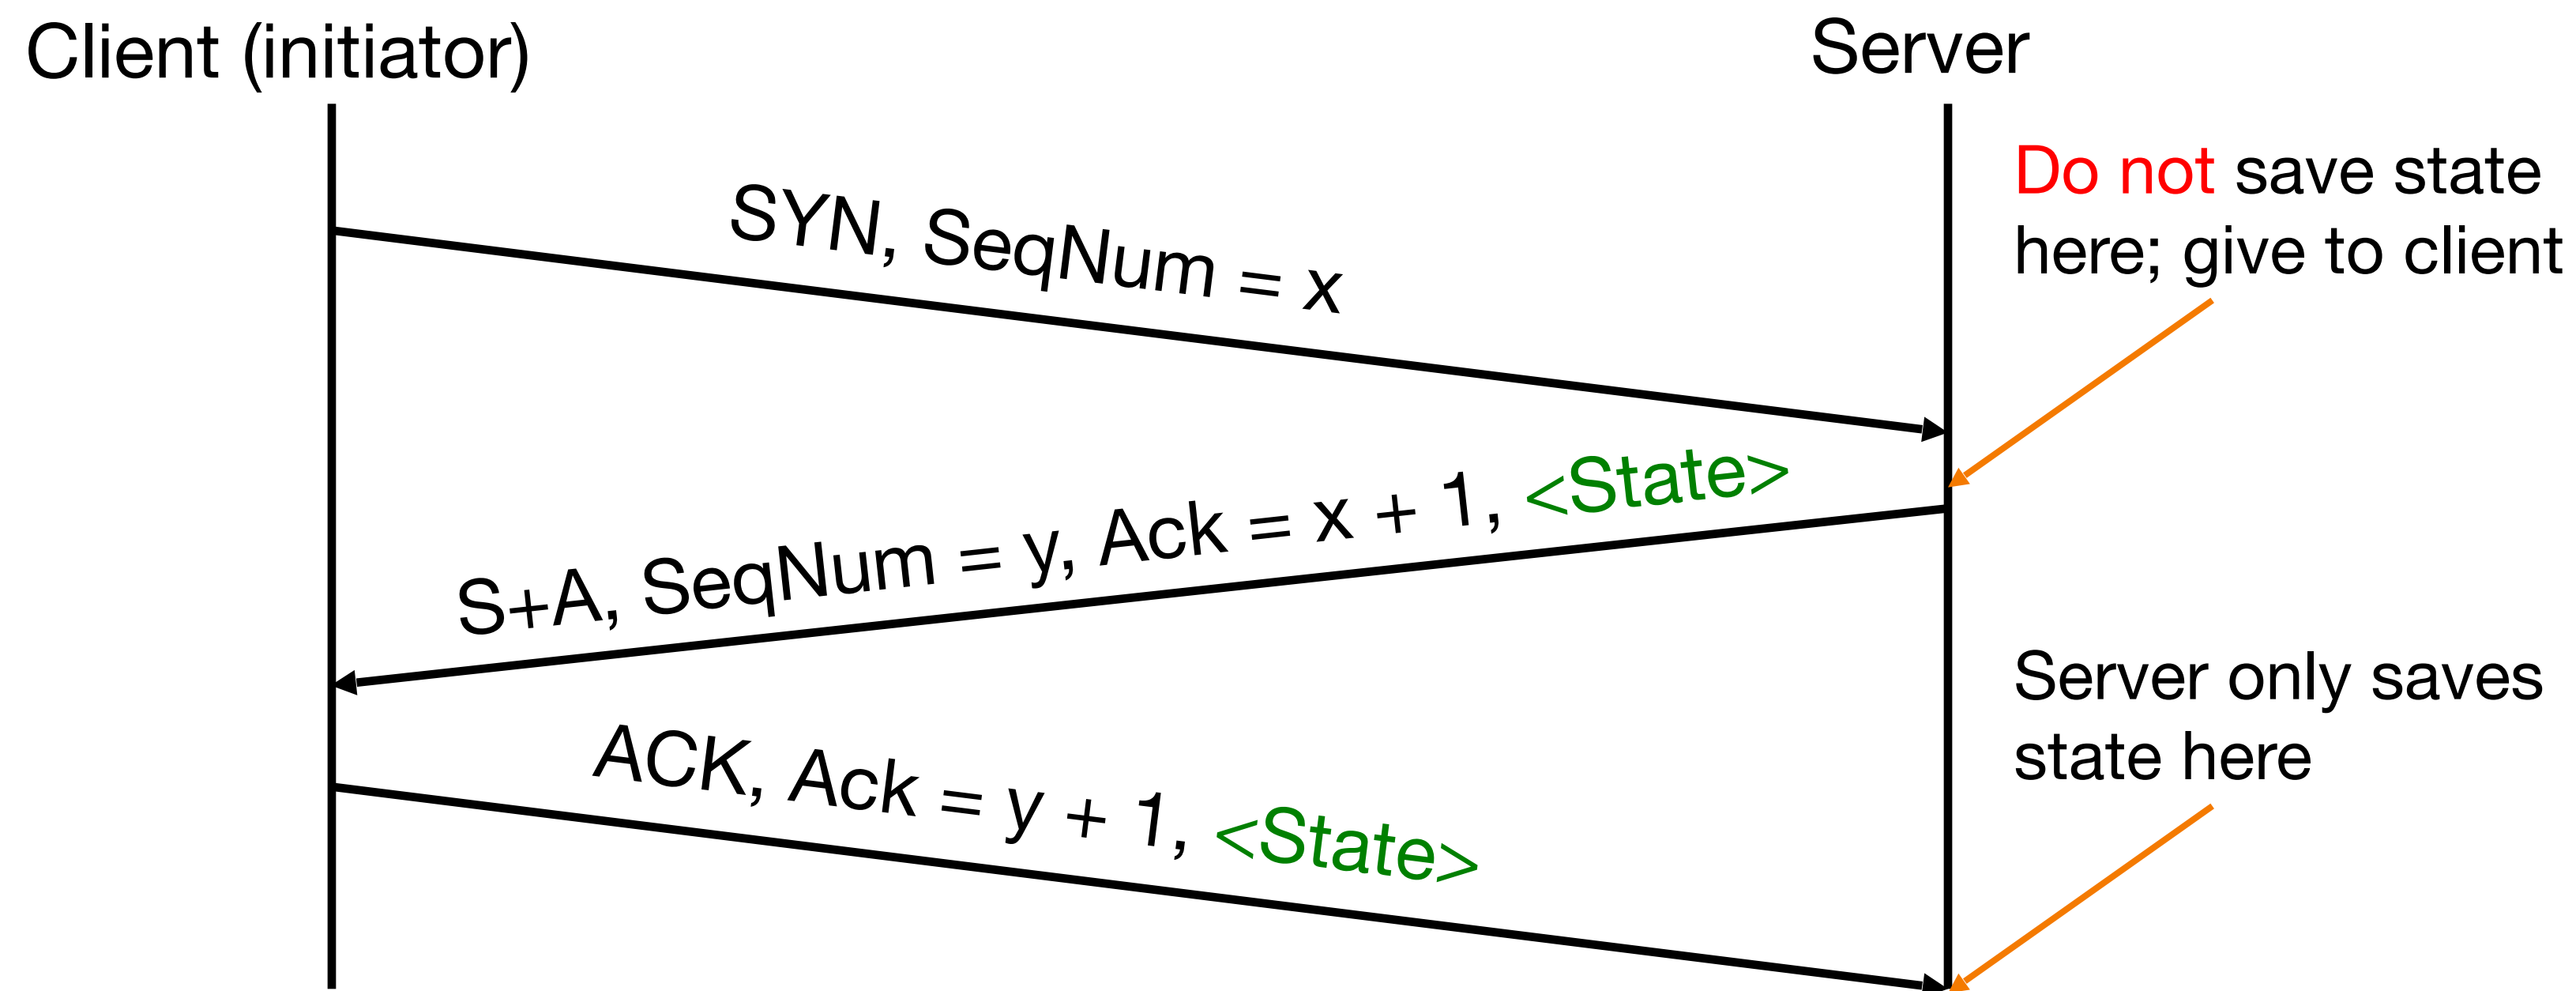 Client (initiator)
Server
Do not save state
here; give to client
SYN, SeqNum = x
S+A, SeqNum = y, Ack = x + 1, <State>
Server only saves
state here
ACK, Ack = y + 1, <State>